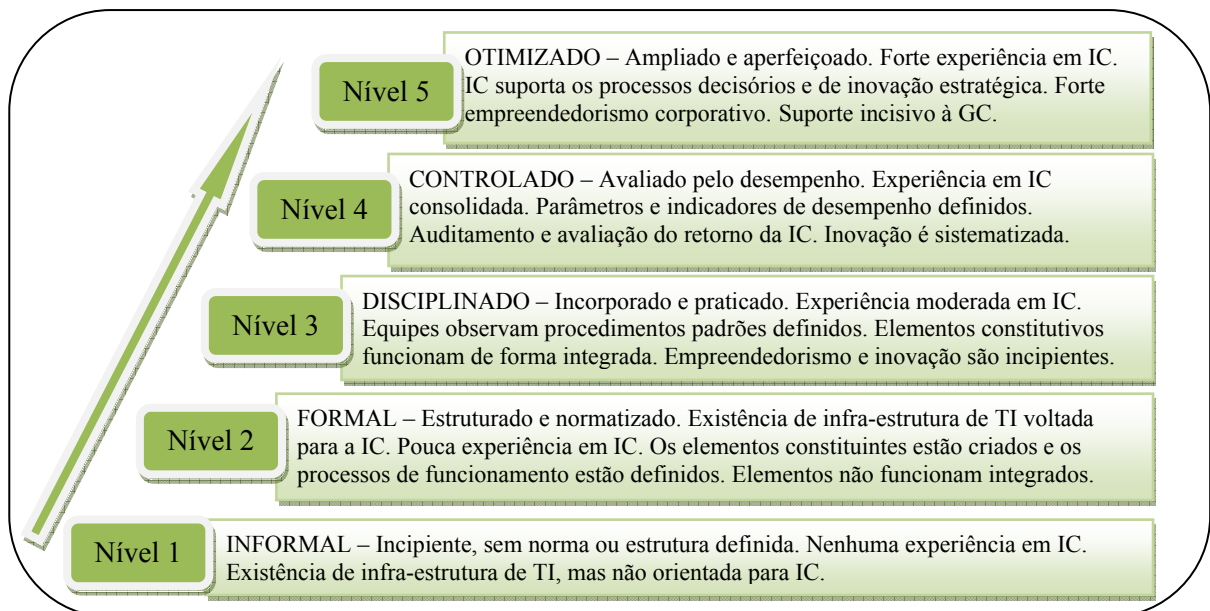 Nível 5
OTIMIZADO – Ampliado e aperfeiçoado. Forte experiência em IC.
IC suporta os processos decisórios e de inovação estratégica. Forte
empreendedorismo corporativo. Suporte incisivo à GC.
Nível 4
CONTROLADO – Avaliado pelo desempenho. Experiência em IC
consolidada. Parâmetros e indicadores de desempenho definidos.
Auditamento e avaliação do retorno da IC. Inovação é sistematizada.
Nível 3
DISCIPLINADO – Incorporado e praticado. Experiência moderada em IC.
Equipes observam procedimentos padrões definidos. Elementos constitutivos
funcionam de forma integrada. Empreendedorismo e inovação são incipientes.
Nível 2
FORMAL – Estruturado e normatizado. Existência de infra-estrutura de TI voltada
para a IC. Pouca experiência em IC. Os elementos constituintes estão criados e os
processos de funcionamento estão definidos. Elementos não funcionam integrados.
Nível 1
INFORMAL – Incipiente, sem norma ou estrutura definida. Nenhuma experiência em IC.
Existência de infra-estrutura de TI, mas não orientada para IC.